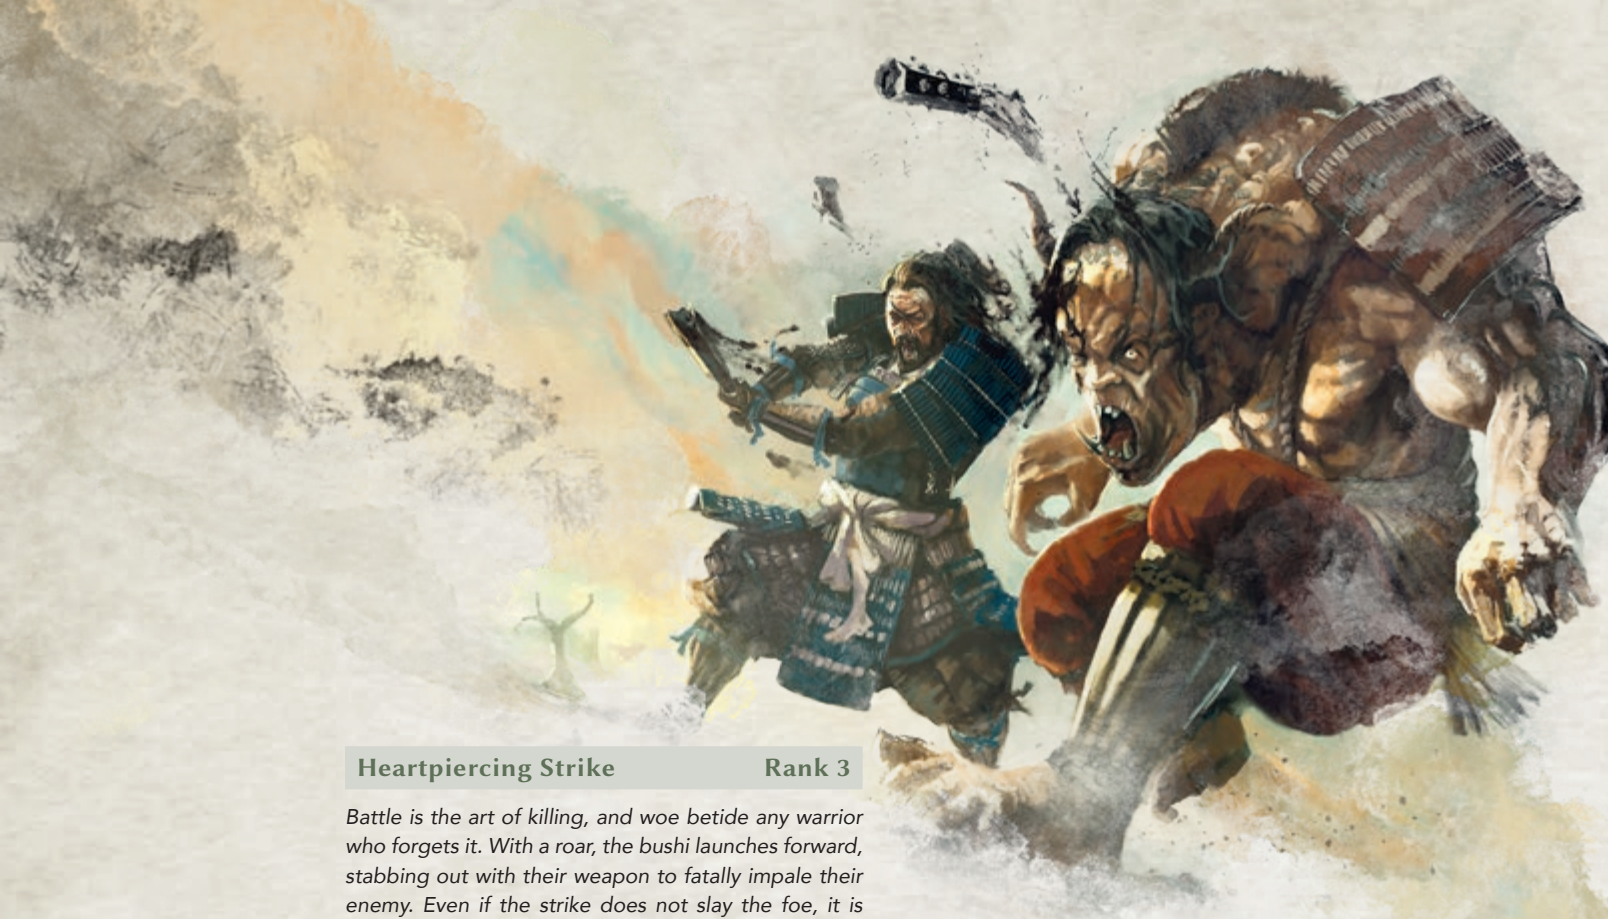 Heartpiercing Strike Rank 3
Battle is the art of killing, and woe betide any warrior
who forgets it. With a roar, the bushi launches forward,
stabbing out with their weapon to fatally impale their
enemy. Even if the strike does not slay the foe, it is